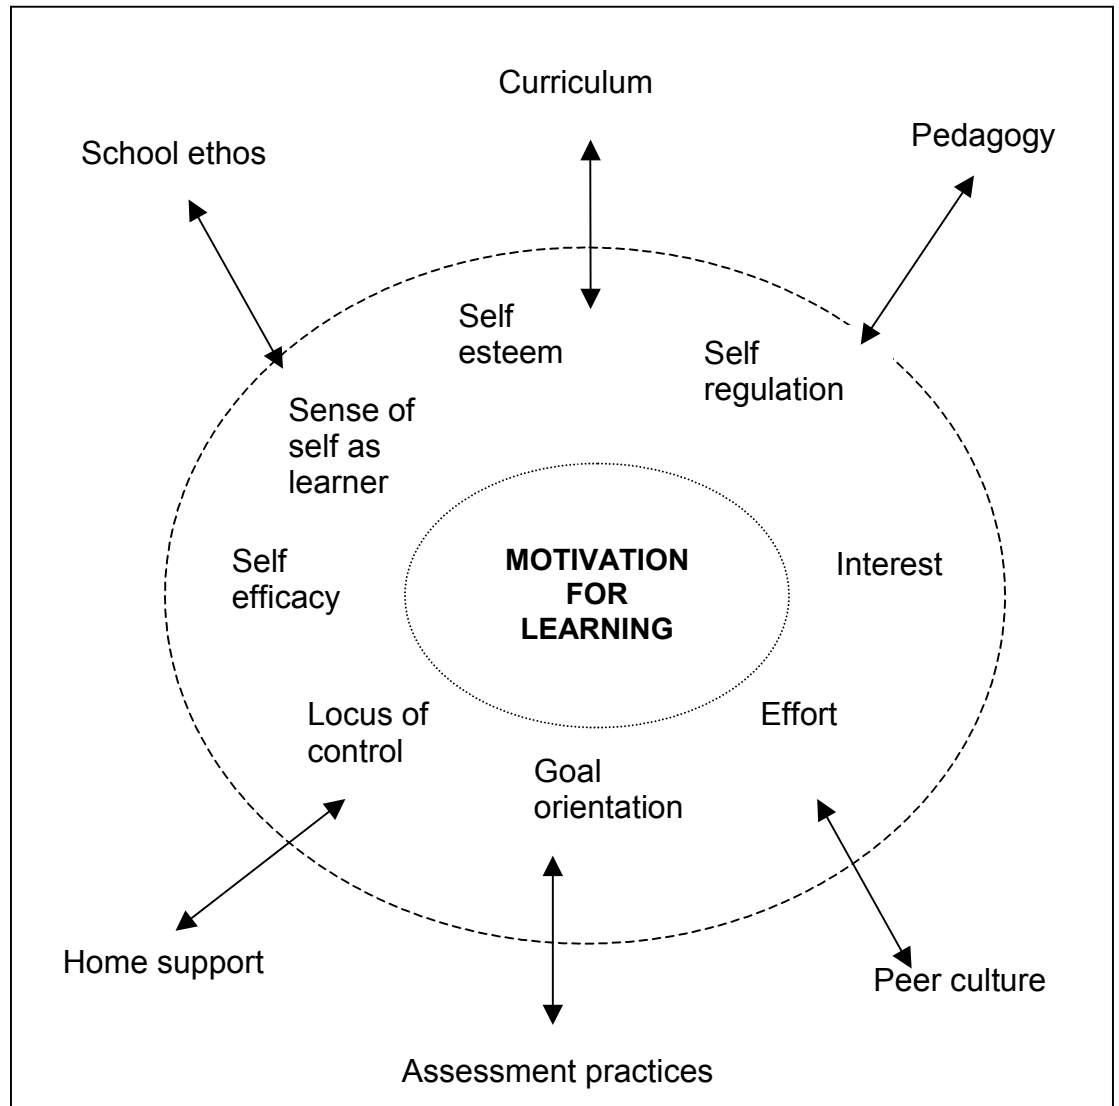 Curriculum
School ethos
Pedagogy
Self
esteem
Self
regulation
Sense of
self as
learner
Self
efficacy
MOTIVATION
FOR
LEARNING
Interest
Locus of
control
Effort
Goal
orientation
Home support
Peer culture
Assessment practices